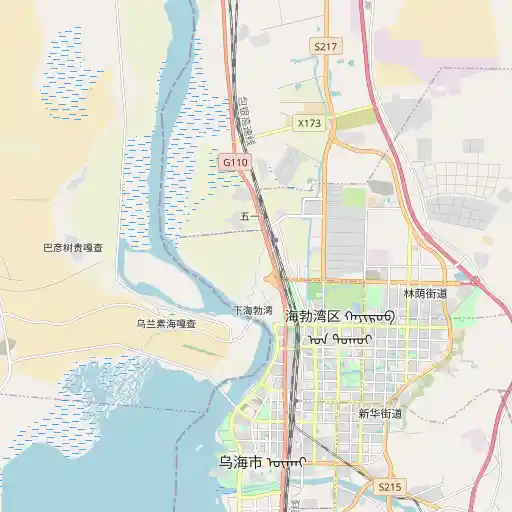 S217
X173
G110
五一
巴彦树贵嘎查
林荫街道
下海勃湾
海勃湾区
乌兰素海嘎查
新华街道
乌海市
S215